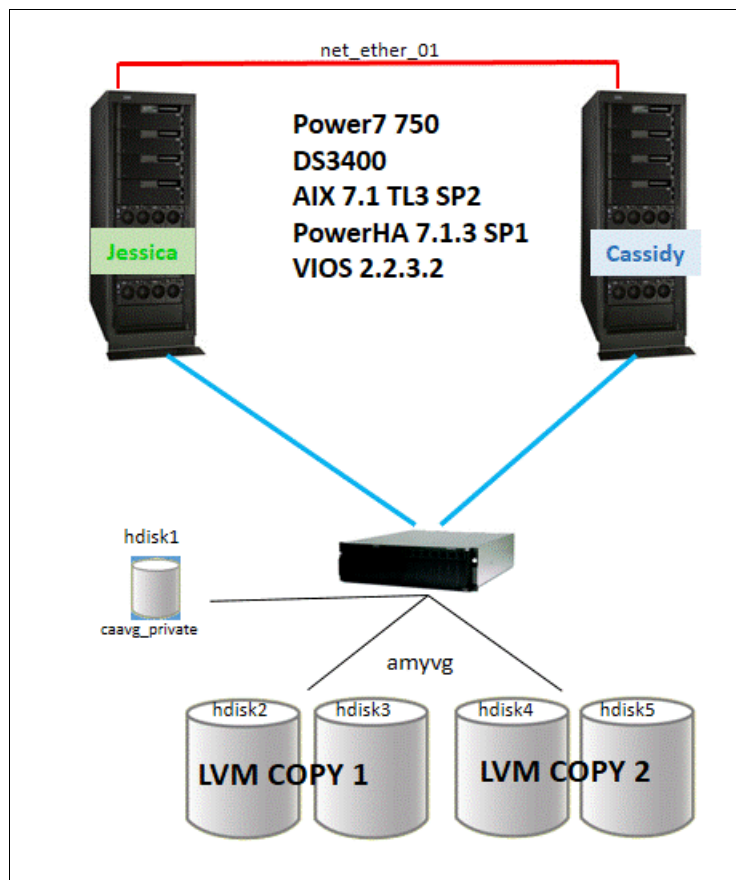 net_ether_01
Power7 750
DS3400
AIX 7.1 TL3 SP2
PowerHA 7.1.3 SP1
VIOS 2.2.3.2
Jessica
Cassidy
hdisk1
caavg_private
amyvg
hdisk2
hdisk3
hdisk4
hdisk5
LVM COPY 1
LVM COPY 2